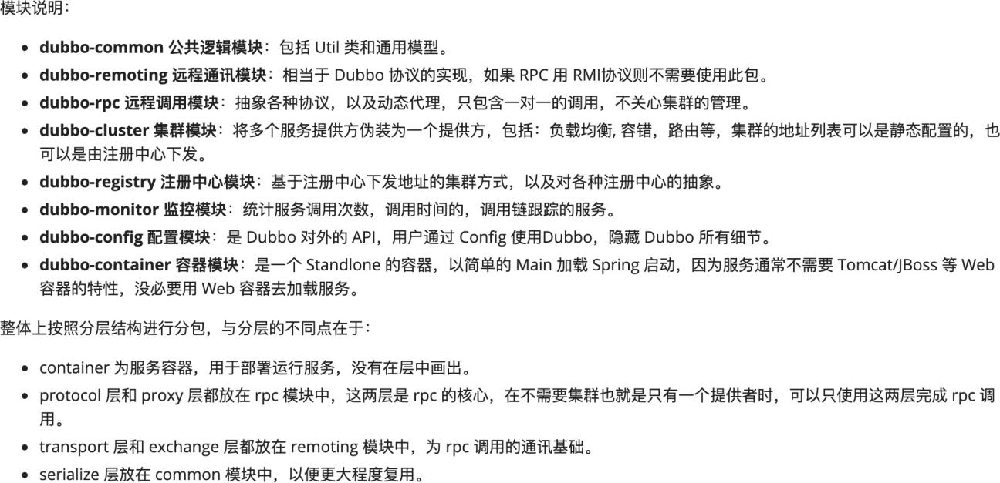 模块说明：
dubbo-common 公共逻辑模块：包括 Util 类和通用模型。
dubbo-remoting 远程通讯模块：相当于 Dubbo 协议的实现，如果 RPC 用 RMI协议则不需要使用此包。
dubbo-rpc 远程调用模块：抽象各种协议，以及动态代理，只包含一对一的调用，不关心集群的管理。
dubbo-cluster 集群模块：将多个服务提供方伪装为一个提供方，包括：负载均衡, 容错，路由等，集群的地址列表可以是静态配置的，也
可以是由注册中心下发。
dubbo-registry 注册中心模块：基于注册中心下发地址的集群方式，以及对各种注册中心的抽象。
dubbo-monitor 监控模块：统计服务调用次数，调用时间的，调用链跟踪的服务。
dubbo-config 配置模块：是 Dubbo 对外的 API，用户通过 Config 使用Dubbo，隐藏 Dubbo 所有细节。
dubbo-container 容器模块：是一个 Standlone 的容器，以简单的 Main 加载 Spring 启动，因为服务通常不需要 Tomcat/JBoss 等 Web
容器的特性，没必要用 Web 容器去加载服务。
整体上按照分层结构进行分包，与分层的不同点在于：
container 为服务容器，用于部署运行服务，没有在层中画出。
protocol 层和 proxy 层都放在 rpc 模块中，这两层是 rpc 的核心，在不需要集群也就是只有一个提供者时，可以只使用这两层完成 rpc 调
用。
transport 层和 exchange 层都放在 remoting 模块中，为 rpc 调用的通讯基础。
serialize 层放在 common 模块中，以便更大程度复用。